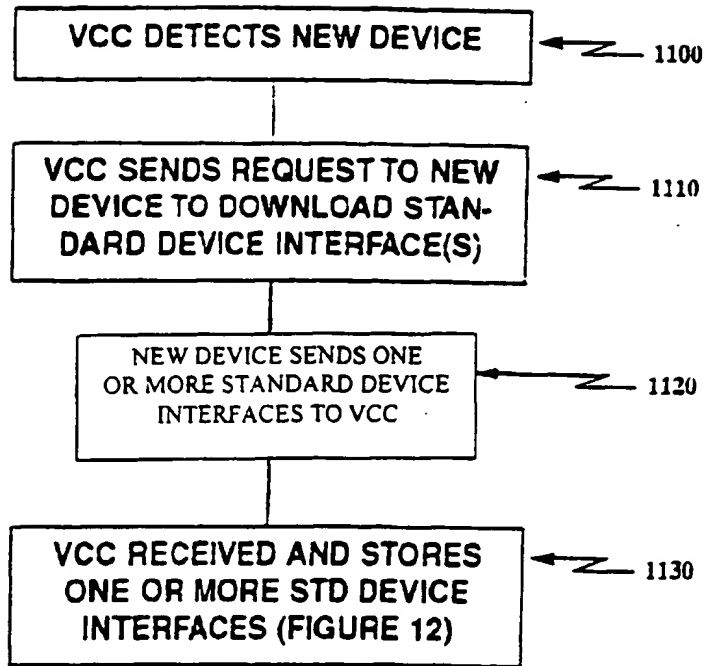 VCC DETECTS NEW DEVICE
1100
VCC SENDS REQUEST TO NEW
DEVICE TO DOWNLOAD STAN-
DARD DEVICE INTERFACE(S)
1110
NEW DEVICE SENDS ONE
OR MORE STANDARD DEVICE
INTERFACES TO VCC
1120
VCC RECEIVED AND STORES
ONE OR MORE STD DEVICE
INTERFACES (FIGURE 12)
1130